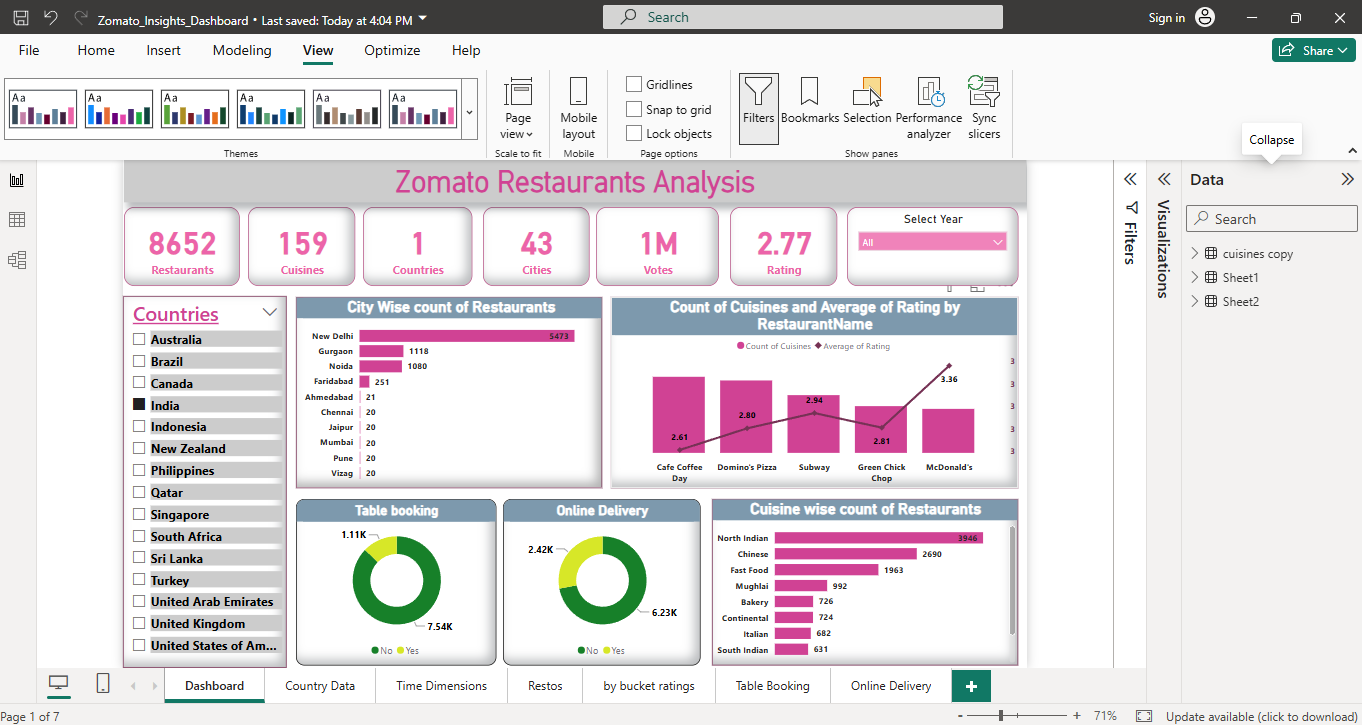 Zomato_Insights_Dashboard • Last saved: Today at 4:04 PM
Search
Sign in
File Home Insert Modeling View Optimize Help
Share
Aa Aa Aa Aa Aa Aa
Themes
Page view
Scale to fit
Mobile layout
Mobile
Gridlines
Snap to grid
Lock objects
Page options
Filters
Bookmarks
Selection
Performance analyzer
Sync slicers
Show panes
Collapse
Zomato Restaurants Analysis
8652
Restaurants
159
Cuisines
1
Countries
43
Cities
1M
Votes
2.77
Rating
Select Year
All
Countries
Australia
Brazil
Canada
India
Indonesia
New Zealand
Philippines
Qatar
Singapore
South Africa
Sri Lanka
Turkey
United Arab Emirates
United Kingdom
United States of Am...
City Wise count of Restaurants
New Delhi 5473
Gurgaon 1118
Noida 1080
Faridabad 251
Ahmedabad 21
Chennai 20
Jaipur 20
Mumbai 20
Pune 20
Vizag 20
Count of Cuisines and Average of Rating by
RestaurantName
Count of Cuisines Average of Rating
3
3
3
3
3
2.61
2.80
2.94
2.81
3.36
Cafe Coffee Day
Domino's Pizza
Subway
Green Chick Chop
McDonald's
Table booking
1.11K
7.54K
No Yes
Online Delivery
2.42K
6.23K
No Yes
Cuisine wise count of Restaurants
North Indian 3946
Chinese 2690
Fast Food 1963
Mughlai 992
Bakery 726
Continental 724
Italian 682
South Indian 631
Filters
Visualizations
Data
Search
cuisines copy
Sheet1
Sheet2
Dashboard Country Data Time Dimensions Restos by bucket ratings Table Booking Online Delivery +
Page 1 of 7
- + 71%
Update available (click to download)